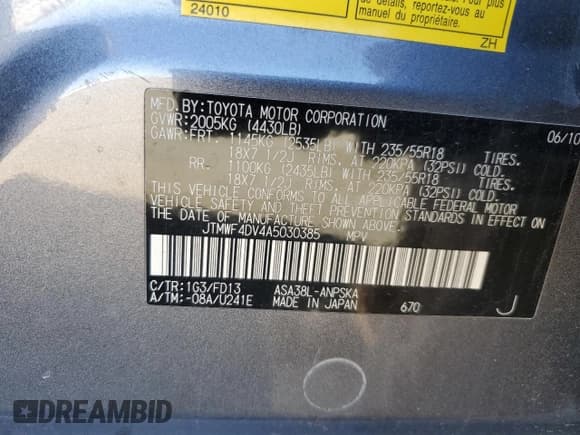 24010
des blessures, reportez-vous au
manuel du propriétaire.
ZH
MFD.BY:TOYOTA MOTOR CORPORATION 06/10
GVWR:2005KG (4430LB)
GAWR:FRT. 1145KG (2535LB) WITH 235/55R18 TIRES.
18X7 1/2J RIMS. AT 220KPA (32PSI) COLD.
RR. 1100KG (2435LB) WITH 235/55R18 TIRES.
18X7 1/2J RIMS. AT 220KPA (32PSI) COLD.
THIS VEHICLE CONFORMS TO ALL APPLICABLE FEDERAL MOTOR
VEHICLE SAFETY AND THEFT PREVENTION STANDARDS IN EFFECT ON
THE DATE OF MANUFACTURE SHOWN ABOVE.
JTMWF4DV4A5030385 MPV
C/TR:1G3/FD13 ASA38L-ANPSKA
A/TM:-08A/U241E MADE IN JAPAN 670 J
DREAMBID